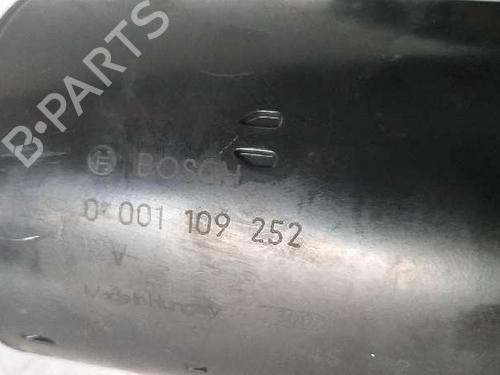 B-PARTS
BOSCH
0 001 109 252
V
Made in Hungary